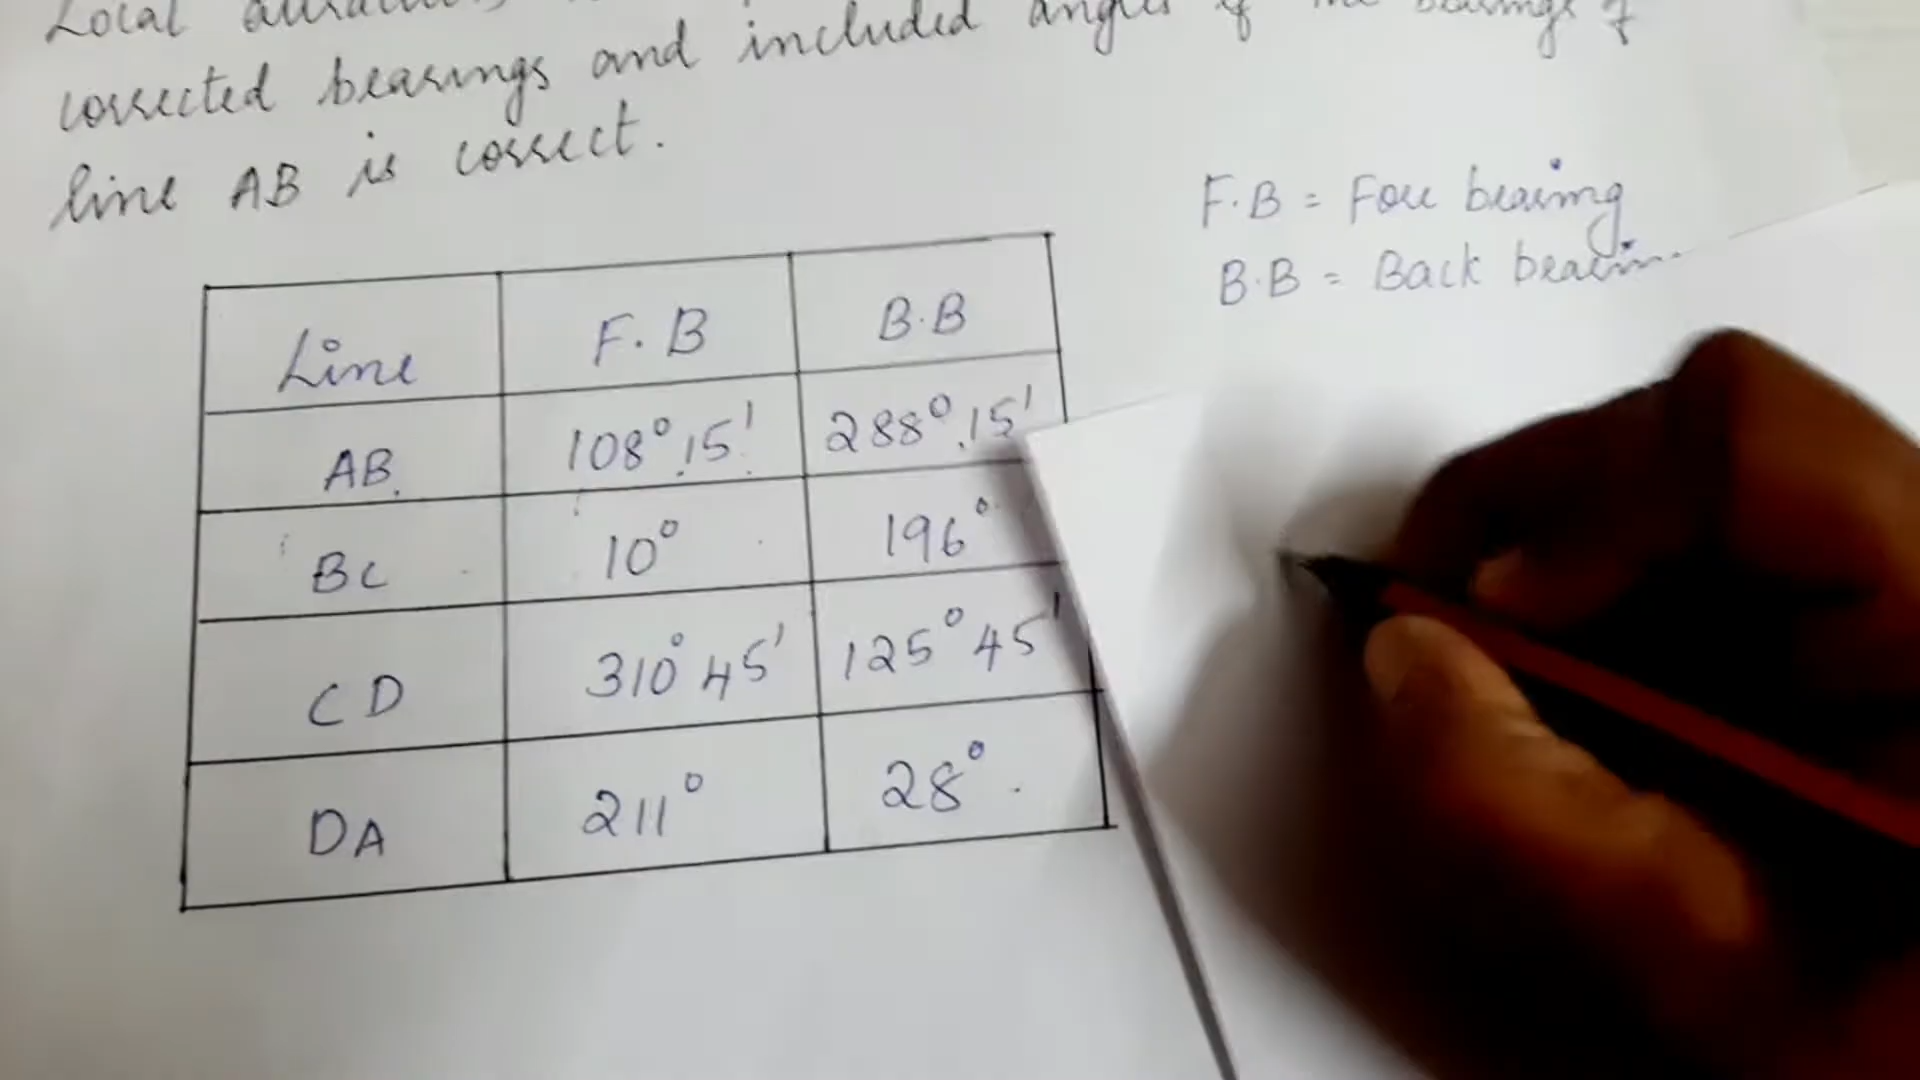 Local
corrected bearings and included angles if the bearings of
line AB is correct.
F.B = Fore bearing
B.B = Back bearin
Line F.B B.B
AB 108° 15' 288° 15'
BC 10° 196°
CD 310° 45' 125° 45'
DA 211° 28°